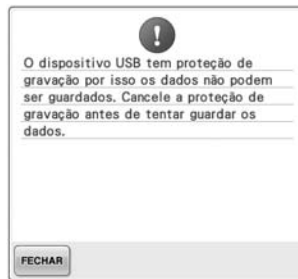 O dispositivo USB tem proteção de
gravação por isso os dados não podem
ser guardados. Cancele a proteção de
gravação antes de tentar guardar os
dados.
FECHAR